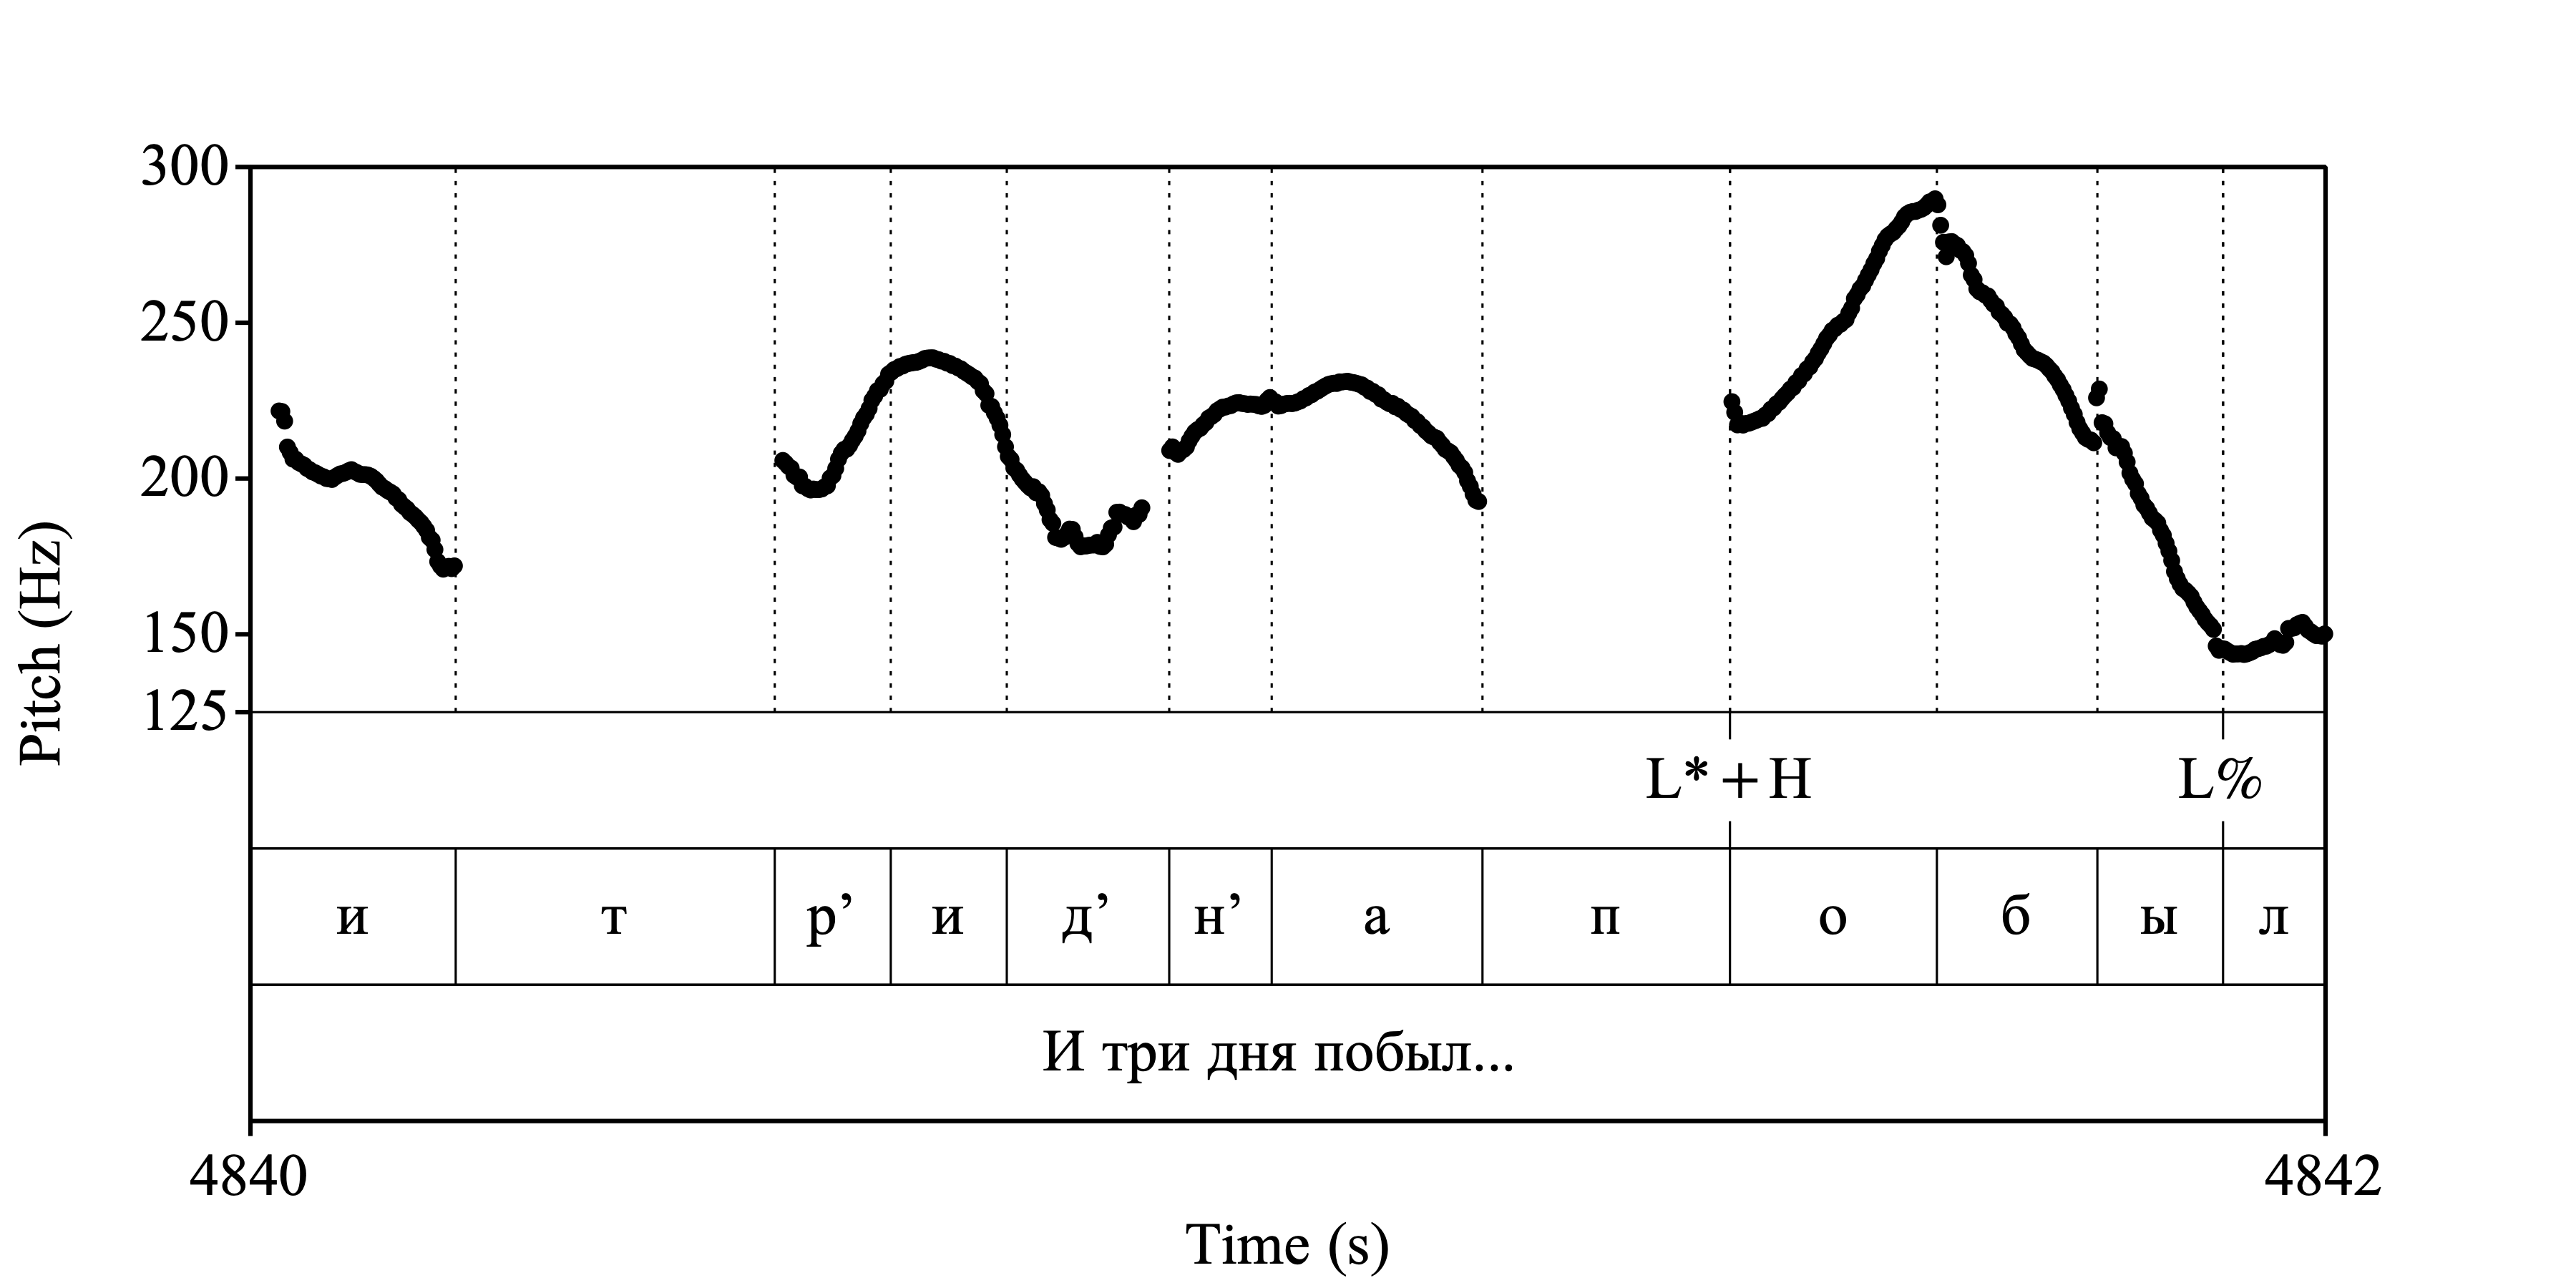 300
250
200
150
125
Pitch (Hz)
L* + H L%
и т р’ и д’ н’ а п о б ы л
И три дня побыл...
4840 4842
Time (s)